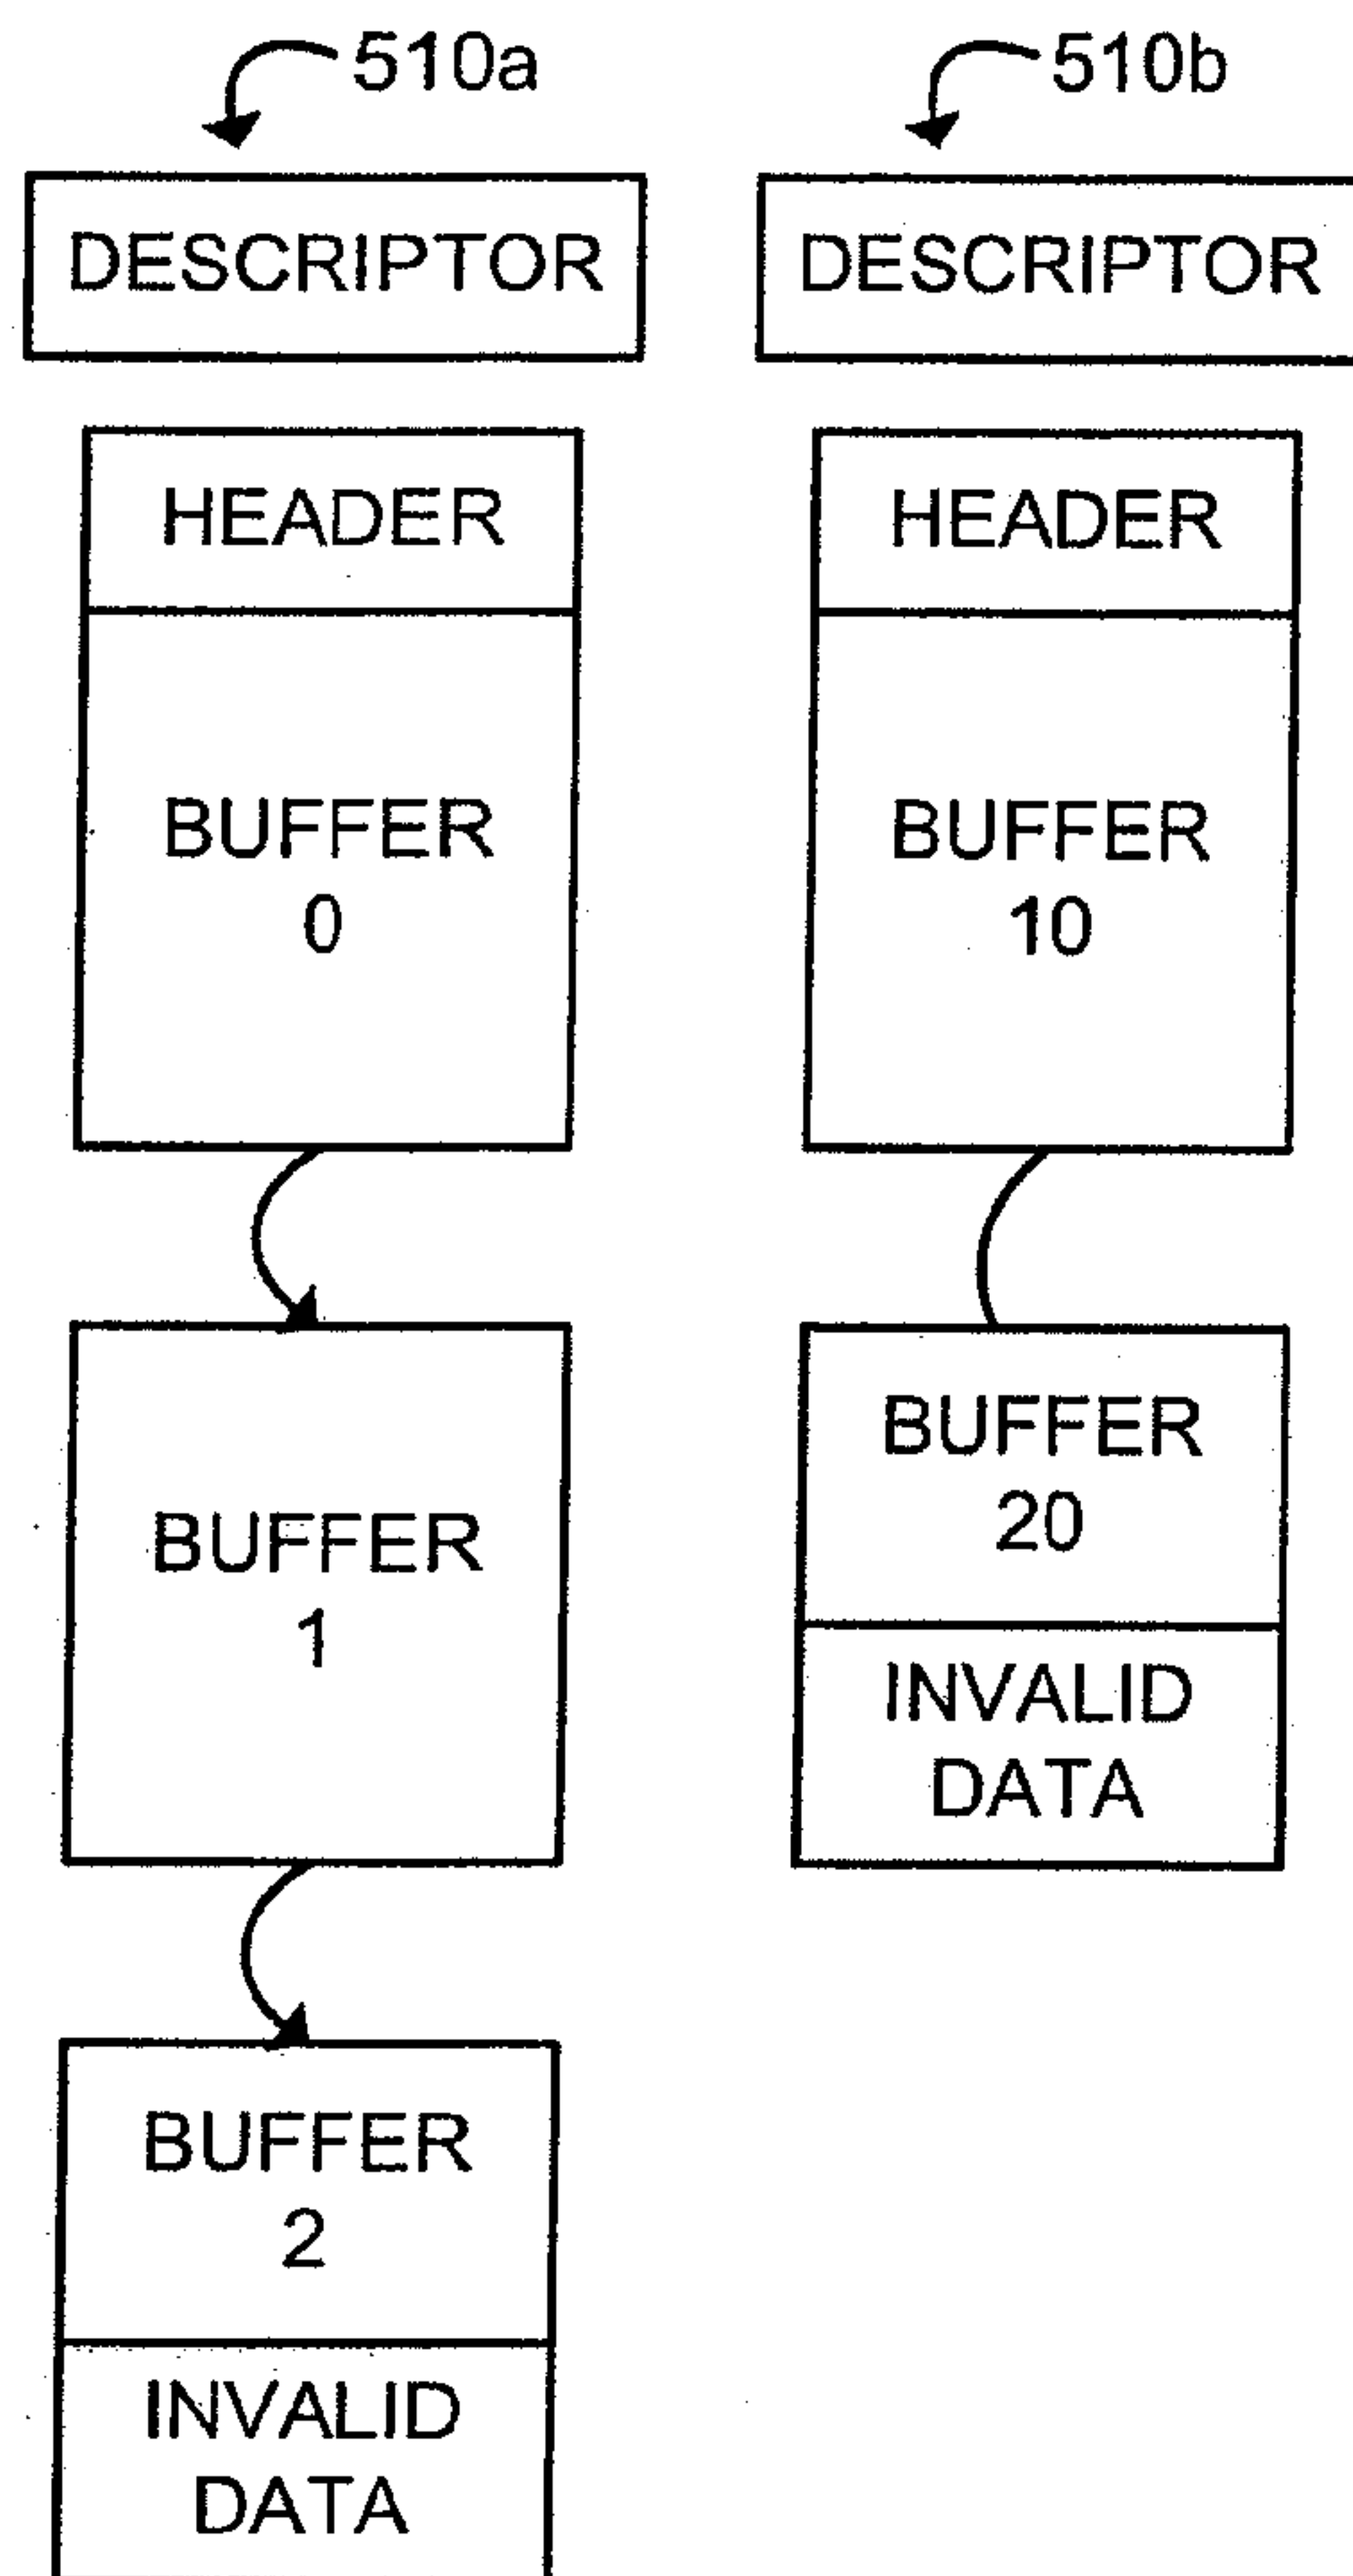 510a
DESCRIPTOR
HEADER
BUFFER
0
BUFFER
1
BUFFER
2
INVALID
DATA
510b
DESCRIPTOR
HEADER
BUFFER
10
BUFFER
20
INVALID
DATA